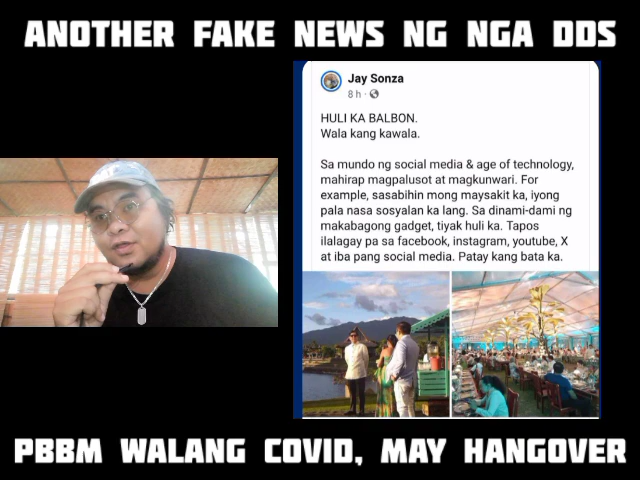 ANOTHER FAKE NEWS NG NGA DDS
Jay Sonza
8 h
HULI KA BALBON.
Wala kang kawala.
Sa mundo ng social media & age of technology,
mahirap magpalusot at magkunwari. For
example, sasabihin mong maysakit ka, iyong
pala nasa sosyalan ka lang. Sa dinami-dami ng
makabagong gadget, tiyak huli ka. Tapos
ilalagay pa sa facebook, instagram, youtube, X
at iba pang social media. Patay kang bata ka.
PBBM WALANG COVID, MAY HANGOVER